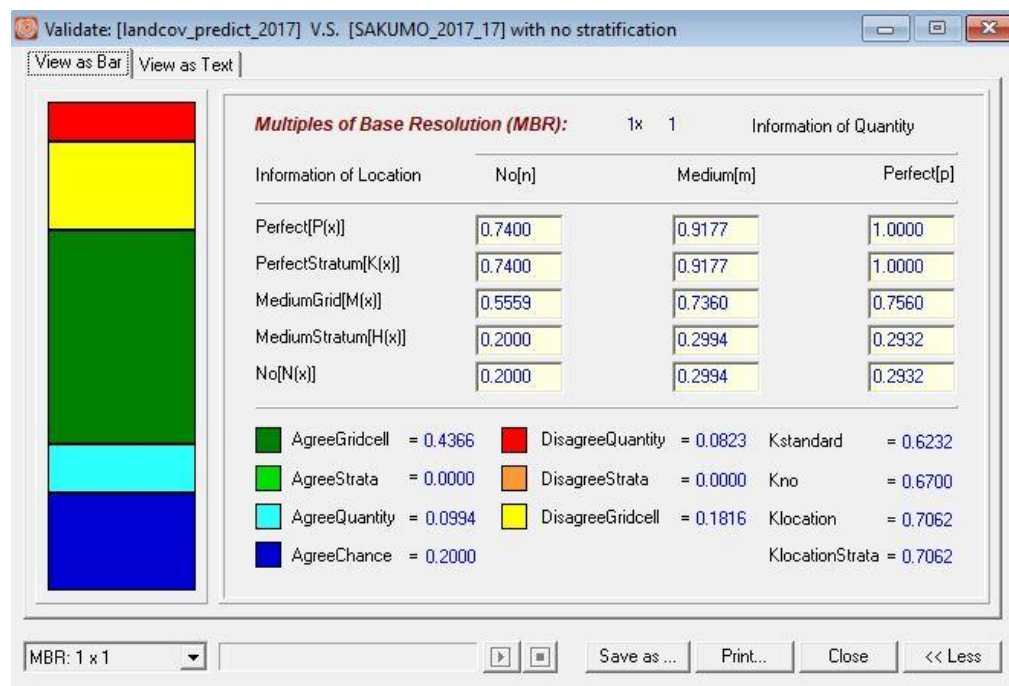 Validate: [landcov_predict_2017] V.S. [SAKUMO_2017_17] with no stratification
View as Bar View as Text
Multiples of Base Resolution (MBR): 1x 1 Information of Quantity
Information of Location No[n] Medium[m] Perfect[p]
Perfect[P(x)] 0.7400 0.9177 1.0000
PerfectStratum[K(x)] 0.7400 0.9177 1.0000
MediumGrid[M(x)] 0.5559 0.7360 0.7560
MediumStratum[H(x)] 0.2000 0.2994 0.2932
No[N(x)] 0.2000 0.2994 0.2932
AgreeGridcell = 0.4366 DisagreeQuantity = 0.0823 Kstandard = 0.6232
AgreeStrata = 0.0000 DisagreeStrata = 0.0000 Kno = 0.6700
AgreeQuantity = 0.0994 DisagreeGridcell = 0.1816 Klocation = 0.7062
AgreeChance = 0.2000 KlocationStrata = 0.7062
MBR: 1 x 1 Save as ... Print... Close << Less